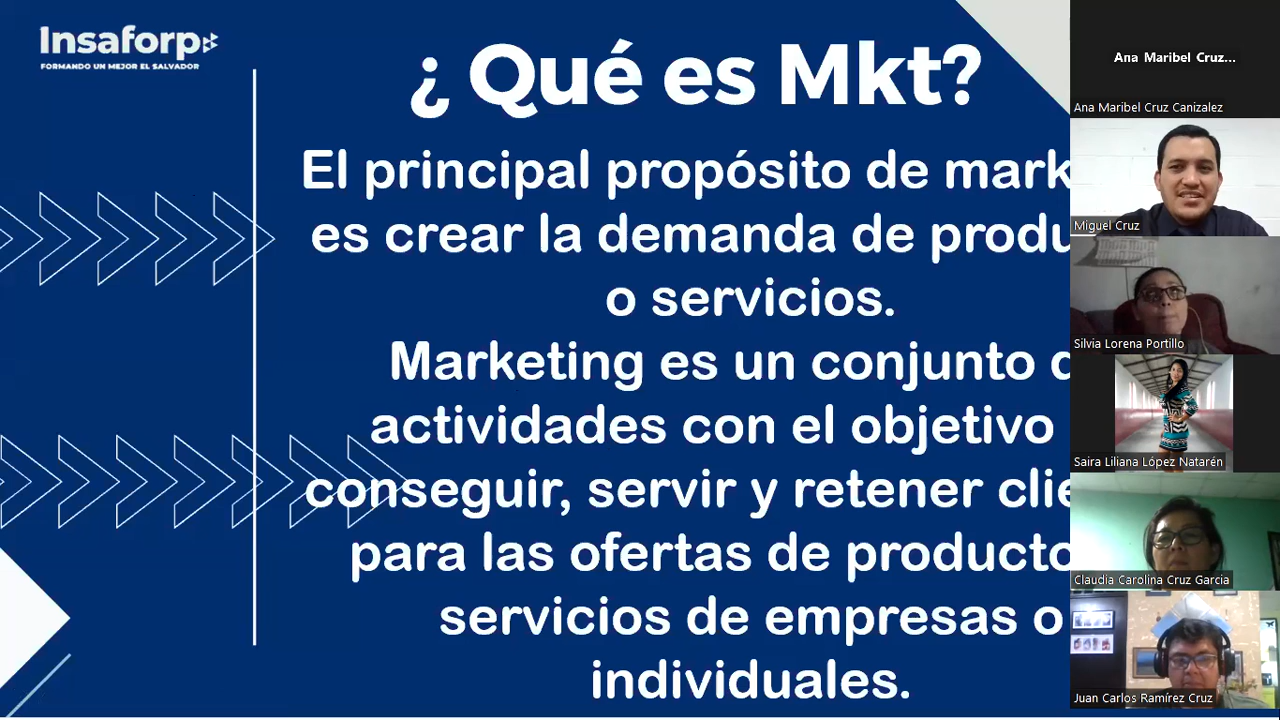 Insaforp
FORMANDO UN MEJOR EL SALVADOR
¿ Qué es Mkt?
El principal propósito de mark
es crear la demanda de produ
o servicios.
Marketing es un conjunto d
actividades con el objetivo
conseguir, servir y retener clie
para las ofertas de producto
servicios de empresas o
individuales.
Ana Maribel Cruz...
Ana Maribel Cruz Canizalez
Miguel Cruz
Silvia Lorena Portillo
Saira Liliana López Natarén
Claudia Carolina Cruz Garcia
Juan Carlos Ramírez Cruz